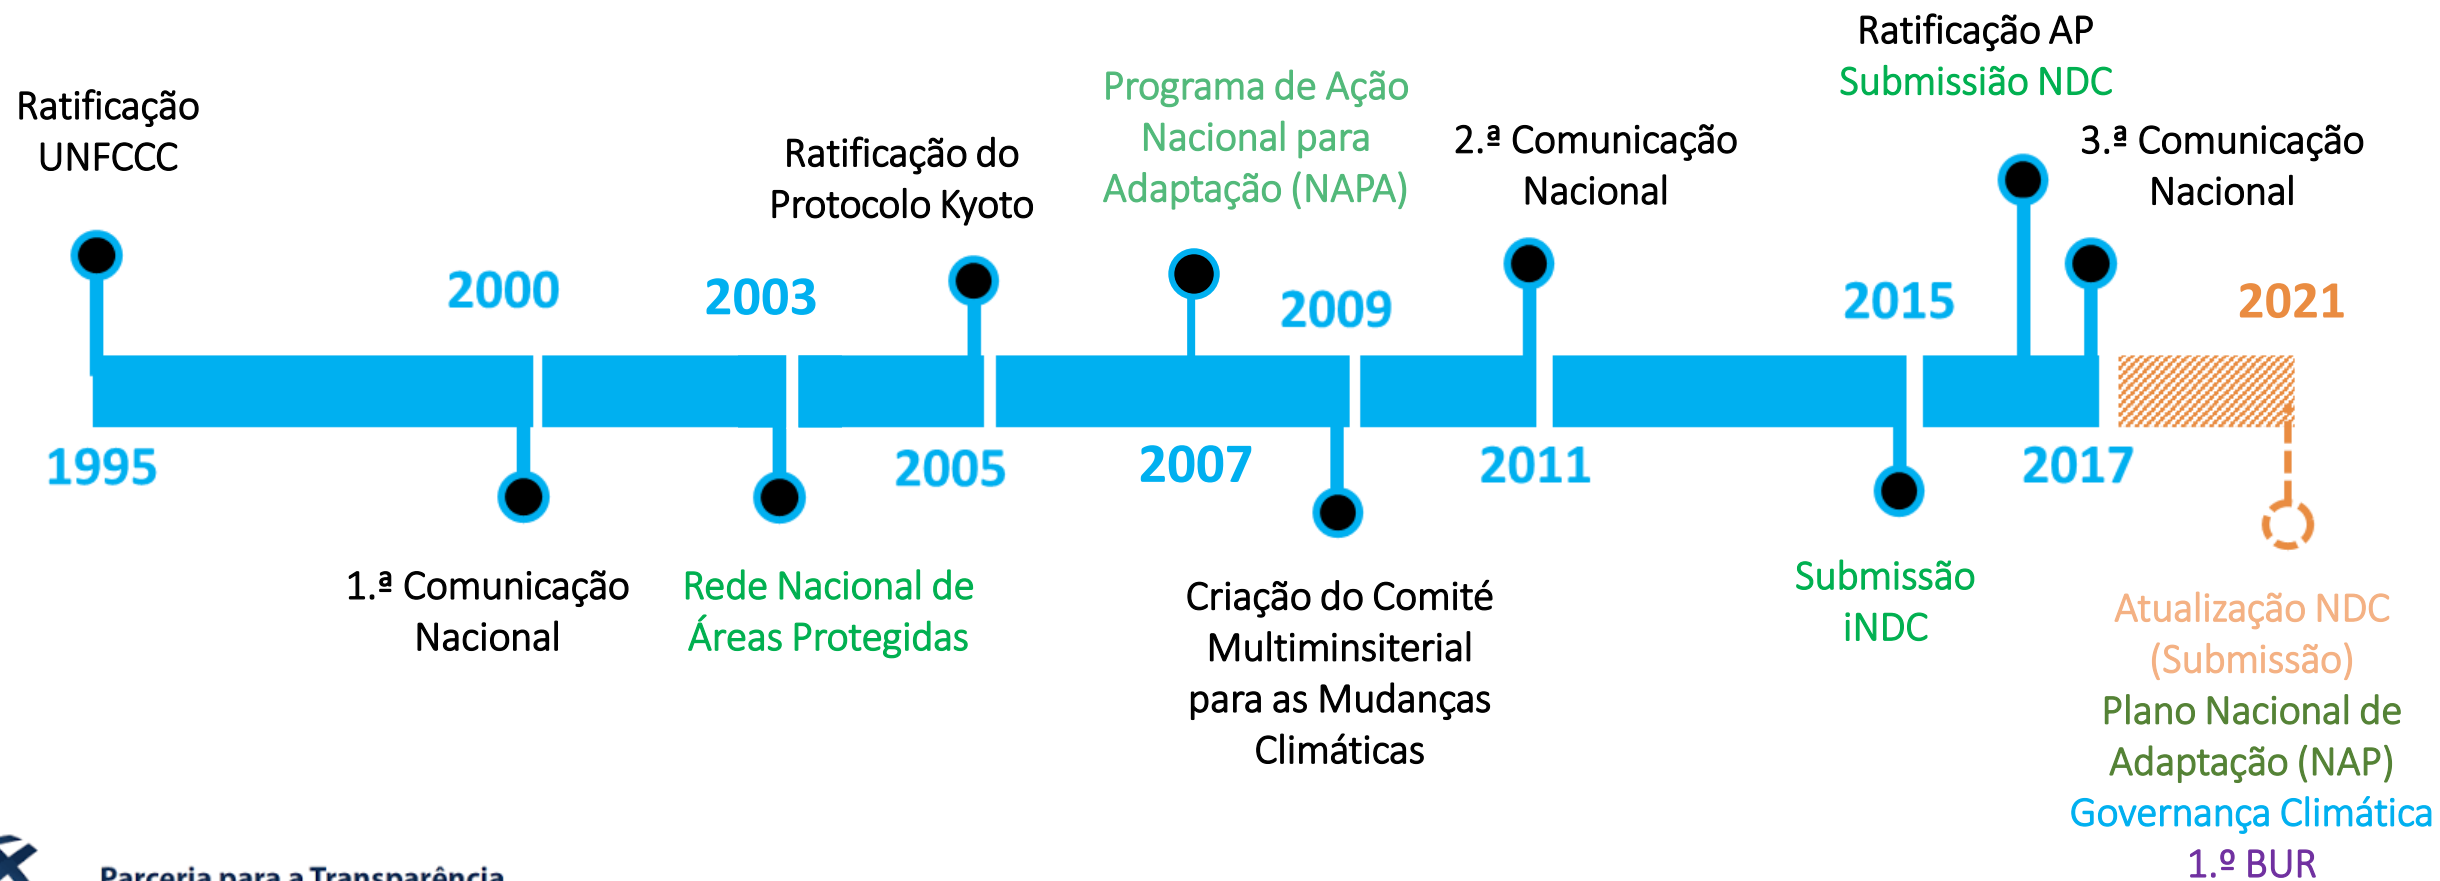 Ratificação
UNFCCC
1995
2000
1.ª Comunicação
Nacional
2003
Rede Nacional de
Áreas Protegidas
Ratificação do
Protocolo Kyoto
2005
Programa de Ação
Nacional para
Adaptação (NAPA)
2007
2009
Criação do Comité
Multiminsiterial
para as Mudanças
Climáticas
2.ª Comunicação
Nacional
2011
2015
Submissão
iNDC
Ratificação AP
Submissião NDC
3.ª Comunicação
Nacional
2017
2021
Atualização NDC
(Submissão)
Plano Nacional de
Adaptação (NAP)
Governança Climática
1.º BUR
Parceria para a Transparência